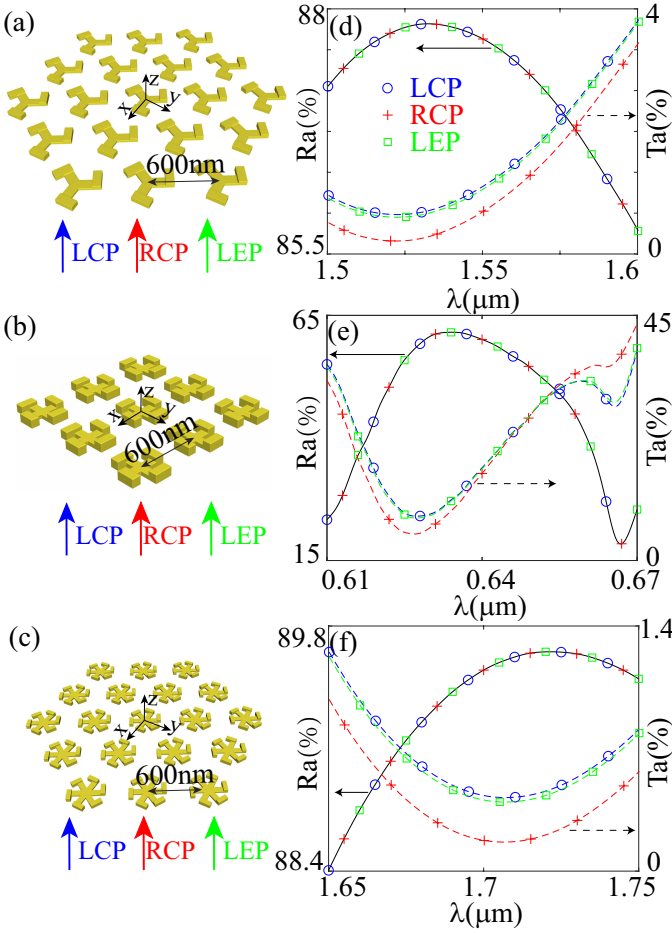 (a)
z
x
y
600nm
LCP
RCP
LEP
(d)
88
85.5
Ra(%)
LCP
RCP
LEP
4
0
Ta(%)
1.5
1.55
1.6
λ(μm)
(b)
z
x
y
600nm
LCP
RCP
LEP
(e)
65
15
Ra(%)
45
0
Ta(%)
0.61
0.64
0.67
λ(μm)
(c)
z
x
y
600nm
LCP
RCP
LEP
(f)
89.8
88.4
Ra(%)
1.4
0
Ta(%)
1.65
1.7
1.75
λ(μm)